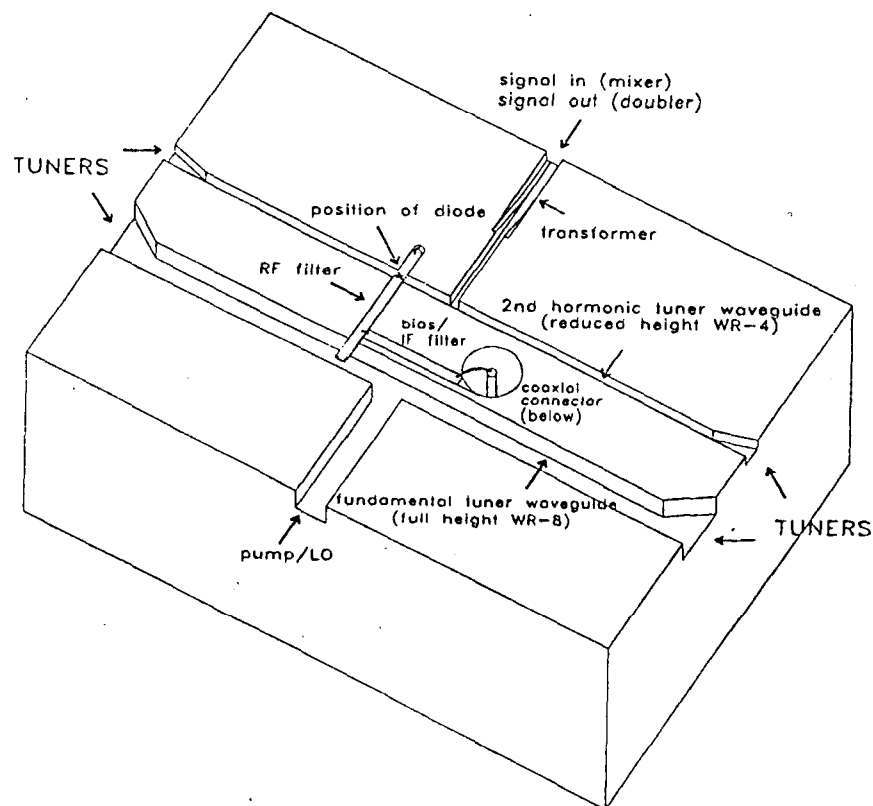 signal in (mixer)
signal out (doubler)
TUNERS
position of diode
transformer
RF filter
2nd hormonic tuner waveguide
(reduced height WR-4)
bias/
IF filter
coaxial
connector
(below)
fundamental tuner waveguide
(full height WR-8)
TUNERS
pump/LO